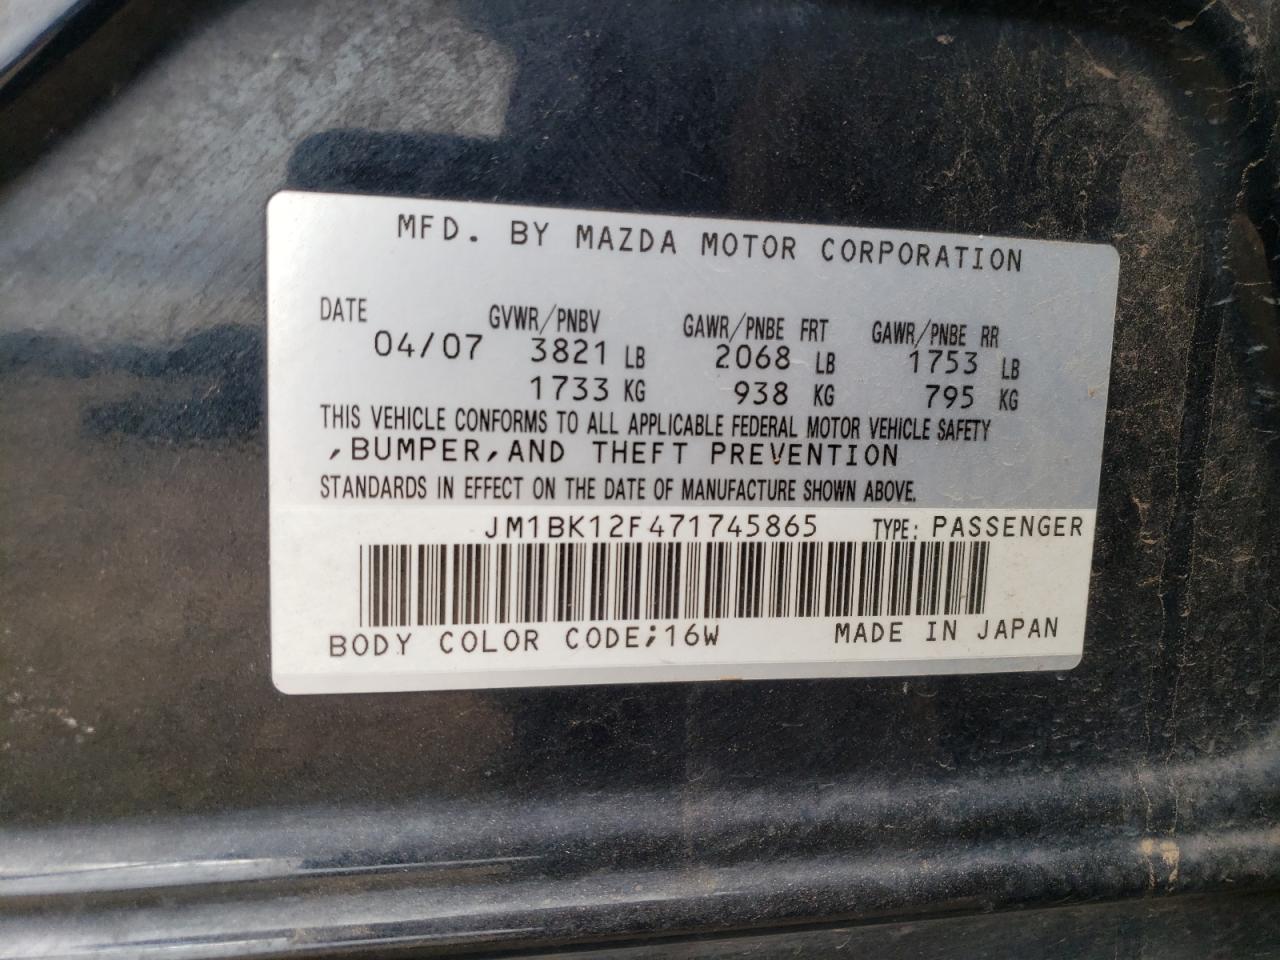 MFD. BY MAZDA MOTOR CORPORATION
DATE GVWR/PNBV GAWR/PNBE FRT GAWR/PNBE RR
04/07 3821 LB 2068 LB 1753 LB
1733 KG 938 KG 795 KG
THIS VEHICLE CONFORMS TO ALL APPLICABLE FEDERAL MOTOR VEHICLE SAFETY
,BUMPER,AND THEFT PREVENTION
STANDARDS IN EFFECT ON THE DATE OF MANUFACTURE SHOWN ABOVE.
JM1BK12F471745865 TYPE: PASSENGER
BODY COLOR CODE;16W MADE IN JAPAN